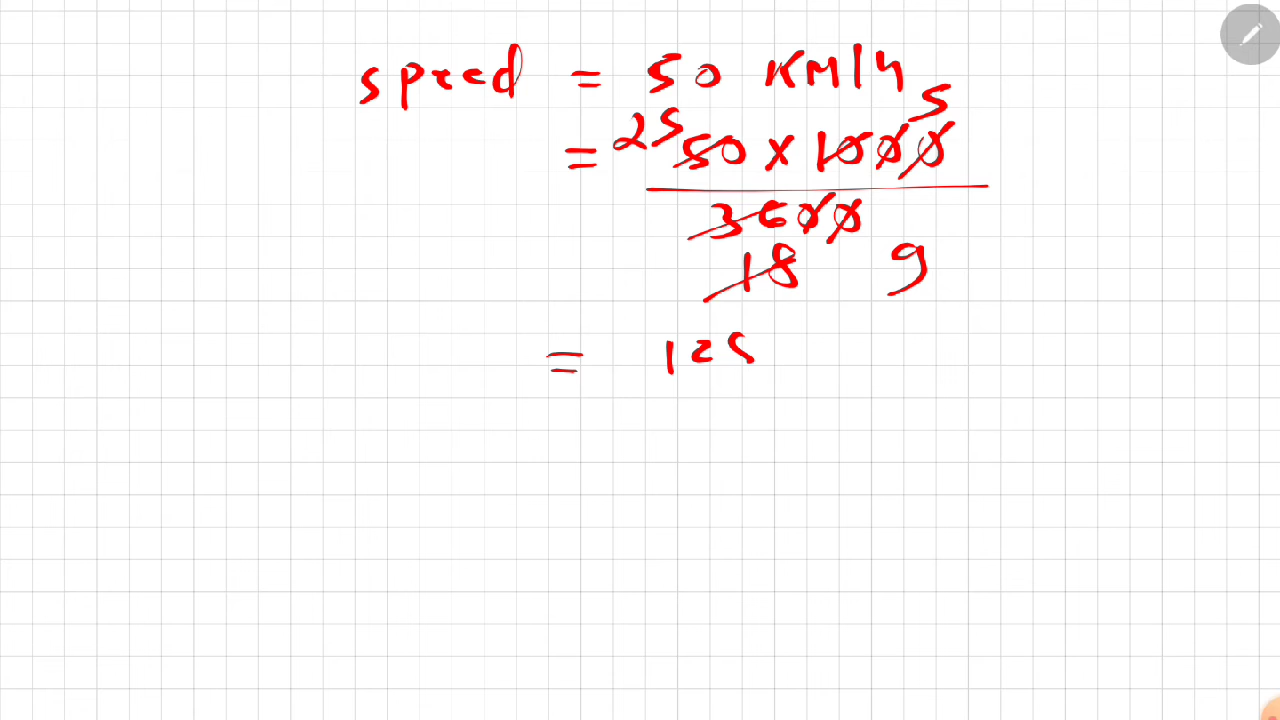 speed = 50 KM/h
5
= 25 50 x 1000
3600
18 9
= 125